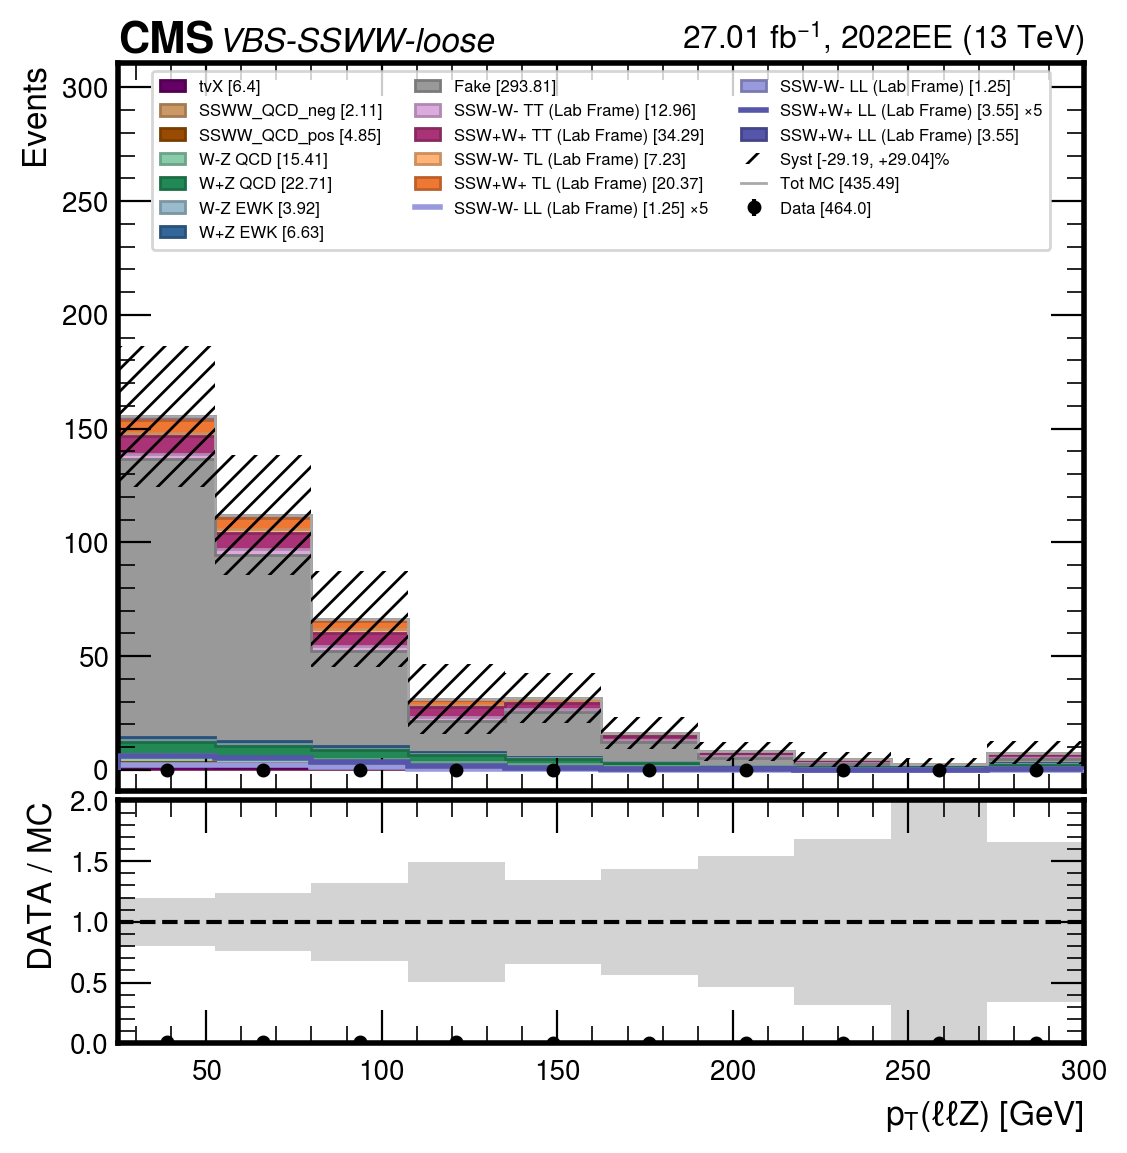 CMS VBS-SSWW-loose 27.01 fb⁻¹, 2022EE (13 TeV)
Events
tvX [6.4]
SSWW_QCD_neg [2.11]
SSWW_QCD_pos [4.85]
W-Z QCD [15.41]
W+Z QCD [22.71]
W-Z EWK [3.92]
W+Z EWK [6.63]
Fake [293.81]
SSW-W- TT (Lab Frame) [12.96]
SSW+W+ TT (Lab Frame) [34.29]
SSW-W- TL (Lab Frame) [7.23]
SSW+W+ TL (Lab Frame) [20.37]
SSW-W- LL (Lab Frame) [1.25] ×5
SSW-W- LL (Lab Frame) [1.25]
SSW+W+ LL (Lab Frame) [3.55] ×5
SSW+W+ LL (Lab Frame) [3.55]
Syst [-29.19, +29.04]%
Tot MC [435.49]
Data [464.0]
300
250
200
150
100
50
0
DATA / MC
2.0
1.5
1.0
0.5
0.0
50 100 150 200 250 300
p_T(ℓℓZ) [GeV]